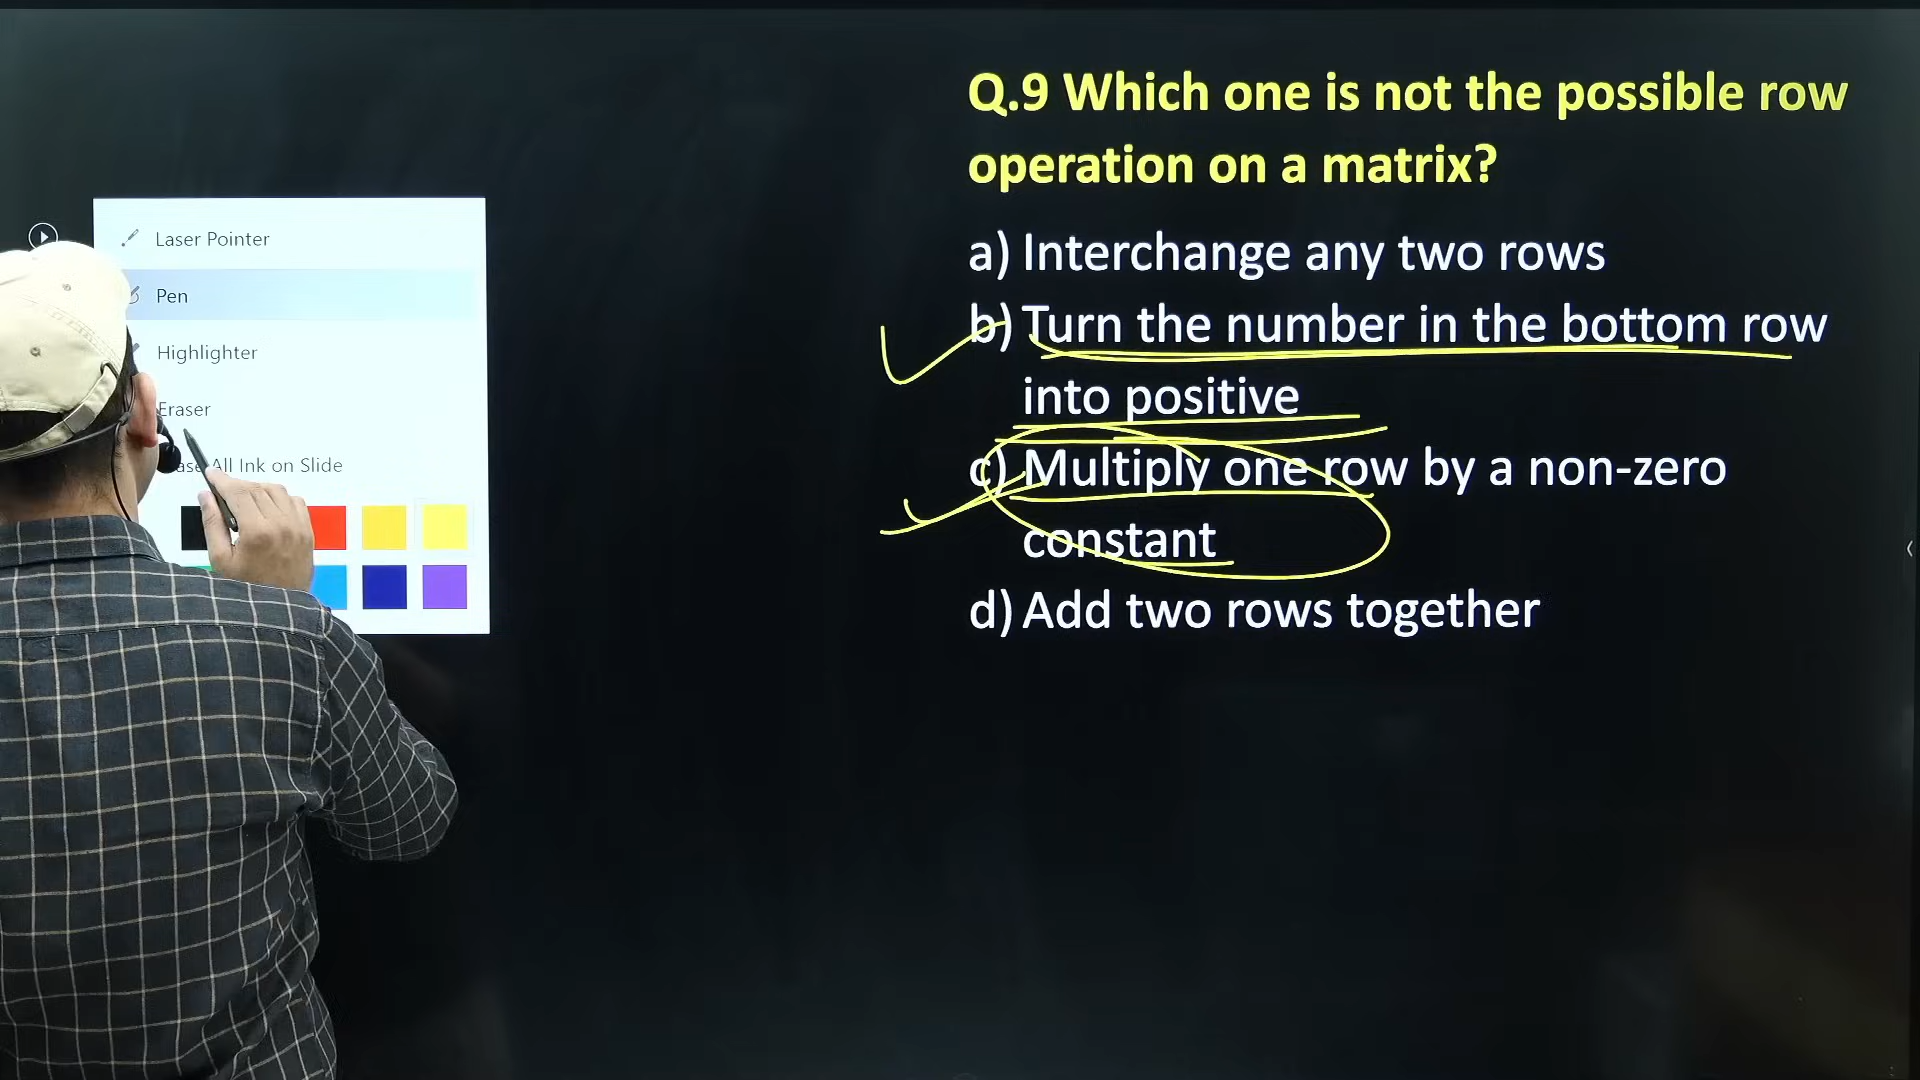 Q.9 Which one is not the possible row
operation on a matrix?
a) Interchange any two rows
b) Turn the number in the bottom row
into positive
c) Multiply one row by a non-zero
constant
d) Add two rows together
Laser Pointer
Pen
Highlighter
Eraser
All Ink on Slide